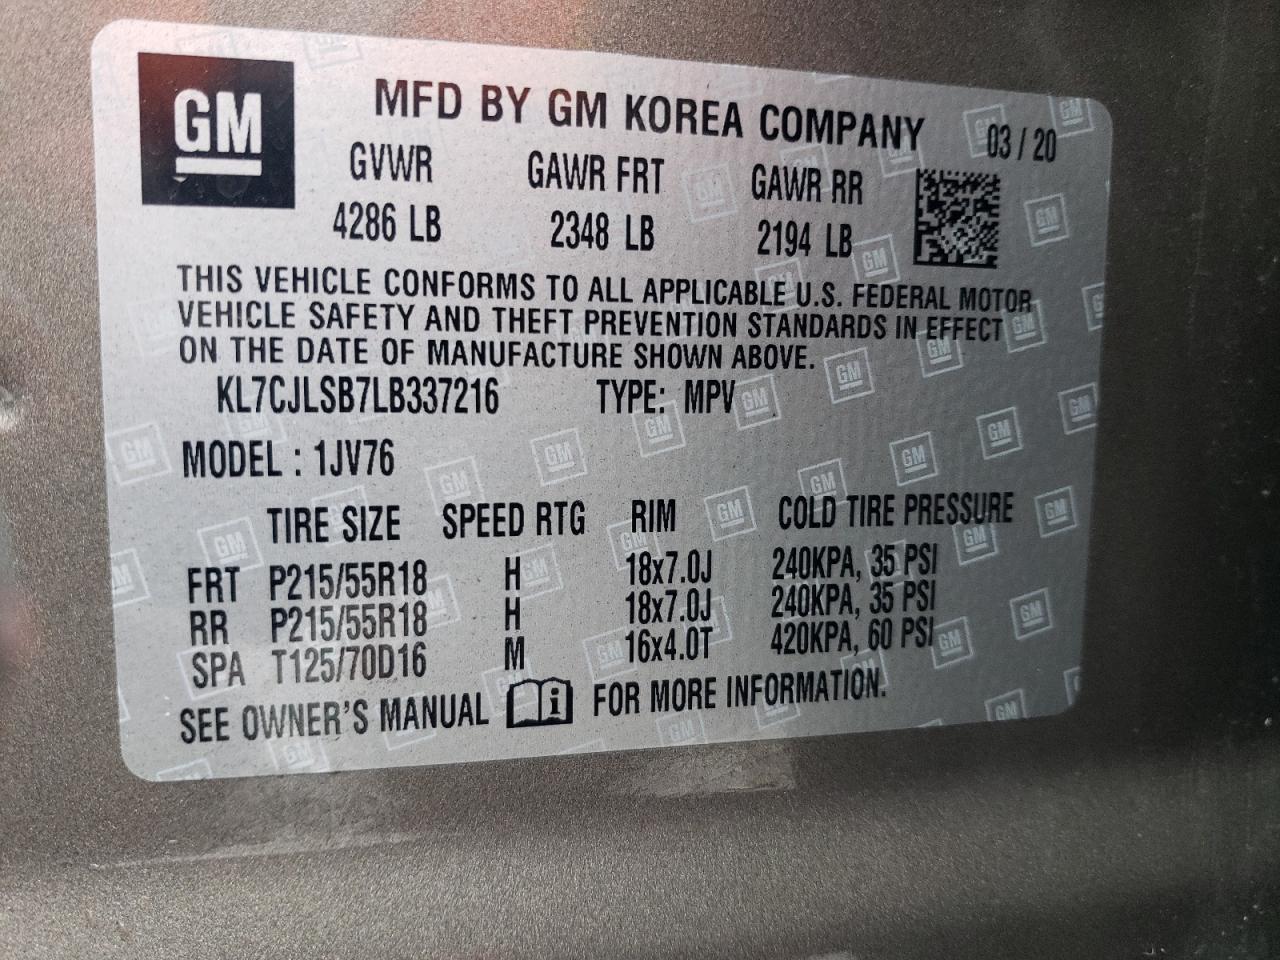 GM
MFD BY GM KOREA COMPANY 03 / 20
GVWR GAWR FRT GAWR RR
4286 LB 2348 LB 2194 LB
THIS VEHICLE CONFORMS TO ALL APPLICABLE U.S. FEDERAL MOTOR
VEHICLE SAFETY AND THEFT PREVENTION STANDARDS IN EFFECT
ON THE DATE OF MANUFACTURE SHOWN ABOVE.
KL7CJLSB7LB337216 TYPE: MPV
MODEL : 1JV76
TIRE SIZE SPEED RTG RIM COLD TIRE PRESSURE
FRT P215/55R18 H 18x7.0J 240KPA, 35 PSI
RR P215/55R18 H 18x7.0J 240KPA, 35 PSI
SPA T125/70D16 M 16x4.0T 420KPA, 60 PSI
SEE OWNER'S MANUAL i FOR MORE INFORMATION.